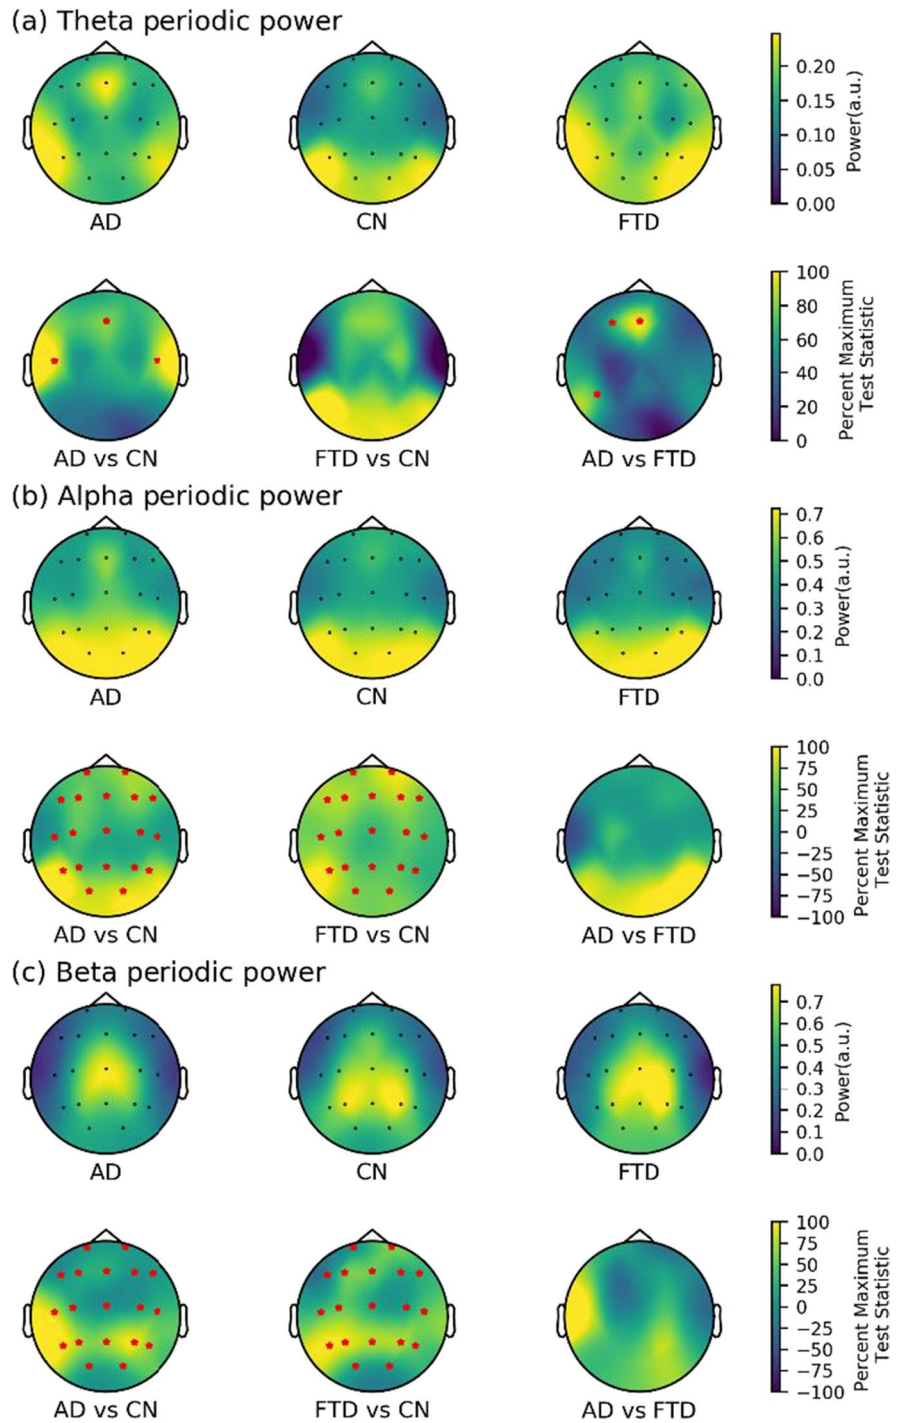 (a) Theta periodic power
AD
CN
FTD
0.20
0.15
0.10
0.05
0.00
Power(a.u.)
AD vs CN
FTD vs CN
AD vs FTD
100
80
60
40
20
0
Percent Maximum
Test Statistic
(b) Alpha periodic power
AD
CN
FTD
0.7
0.6
0.5
0.4
0.3
0.2
0.1
0.0
Power(a.u.)
AD vs CN
FTD vs CN
AD vs FTD
100
75
50
25
0
−25
−50
−75
−100
Percent Maximum
Test Statistic
(c) Beta periodic power
AD
CN
FTD
0.7
0.6
0.5
0.4
0.3
0.2
0.1
0.0
Power(a.u.)
AD vs CN
FTD vs CN
AD vs FTD
100
75
50
25
0
−25
−50
−75
−100
Percent Maximum
Test Statistic